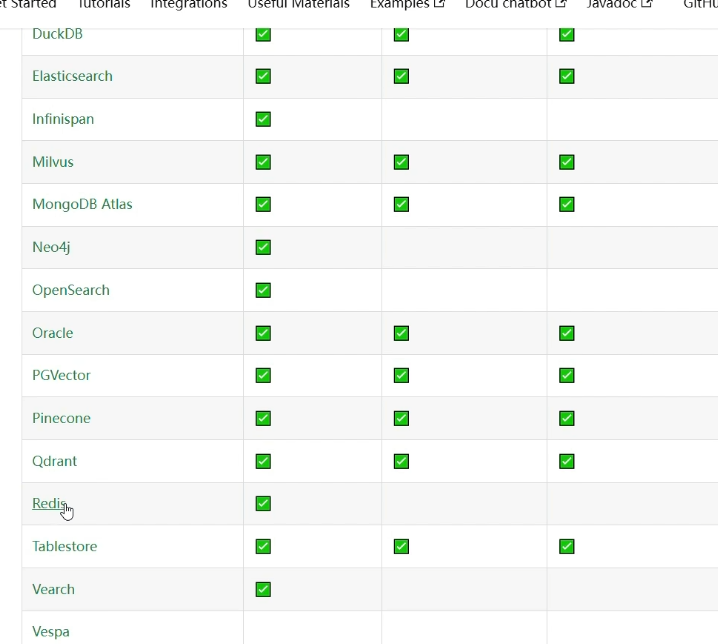 et Started Tutorials Integrations Useful Materials Examples Docu chatbot Javadoc GitHu
DuckDB
Elasticsearch
Infinispan
Milvus
MongoDB Atlas
Neo4j
OpenSearch
Oracle
PGVector
Pinecone
Qdrant
Redis
Tablestore
Vearch
Vespa